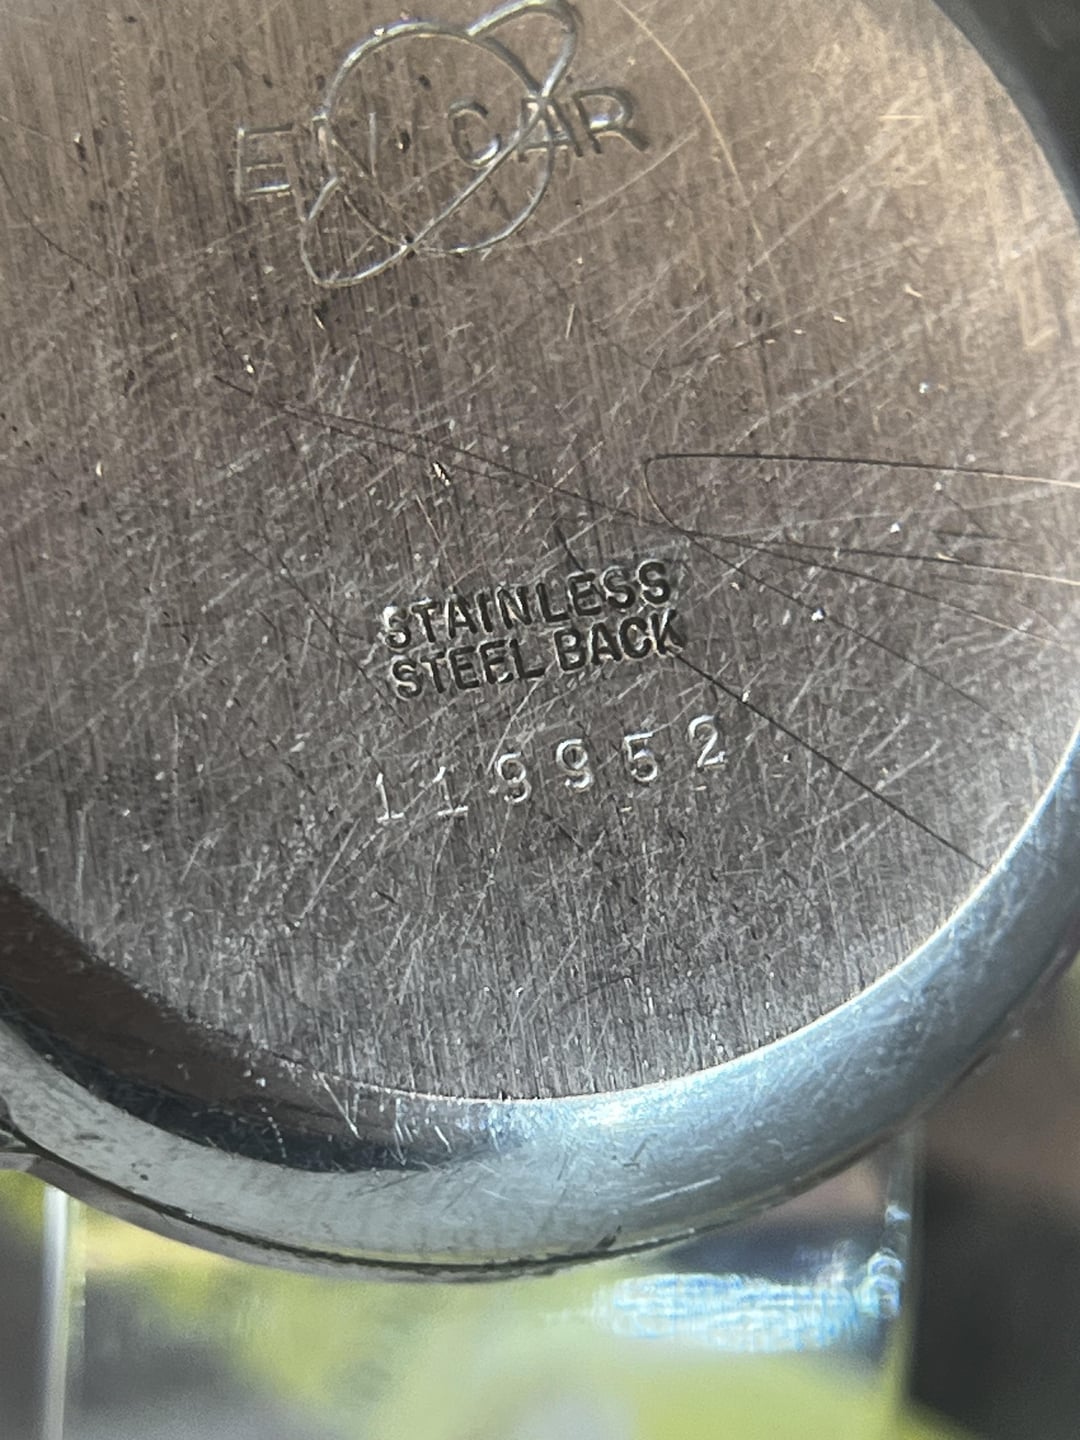 ENICAR
STAINLESS
STEEL BACK
119952